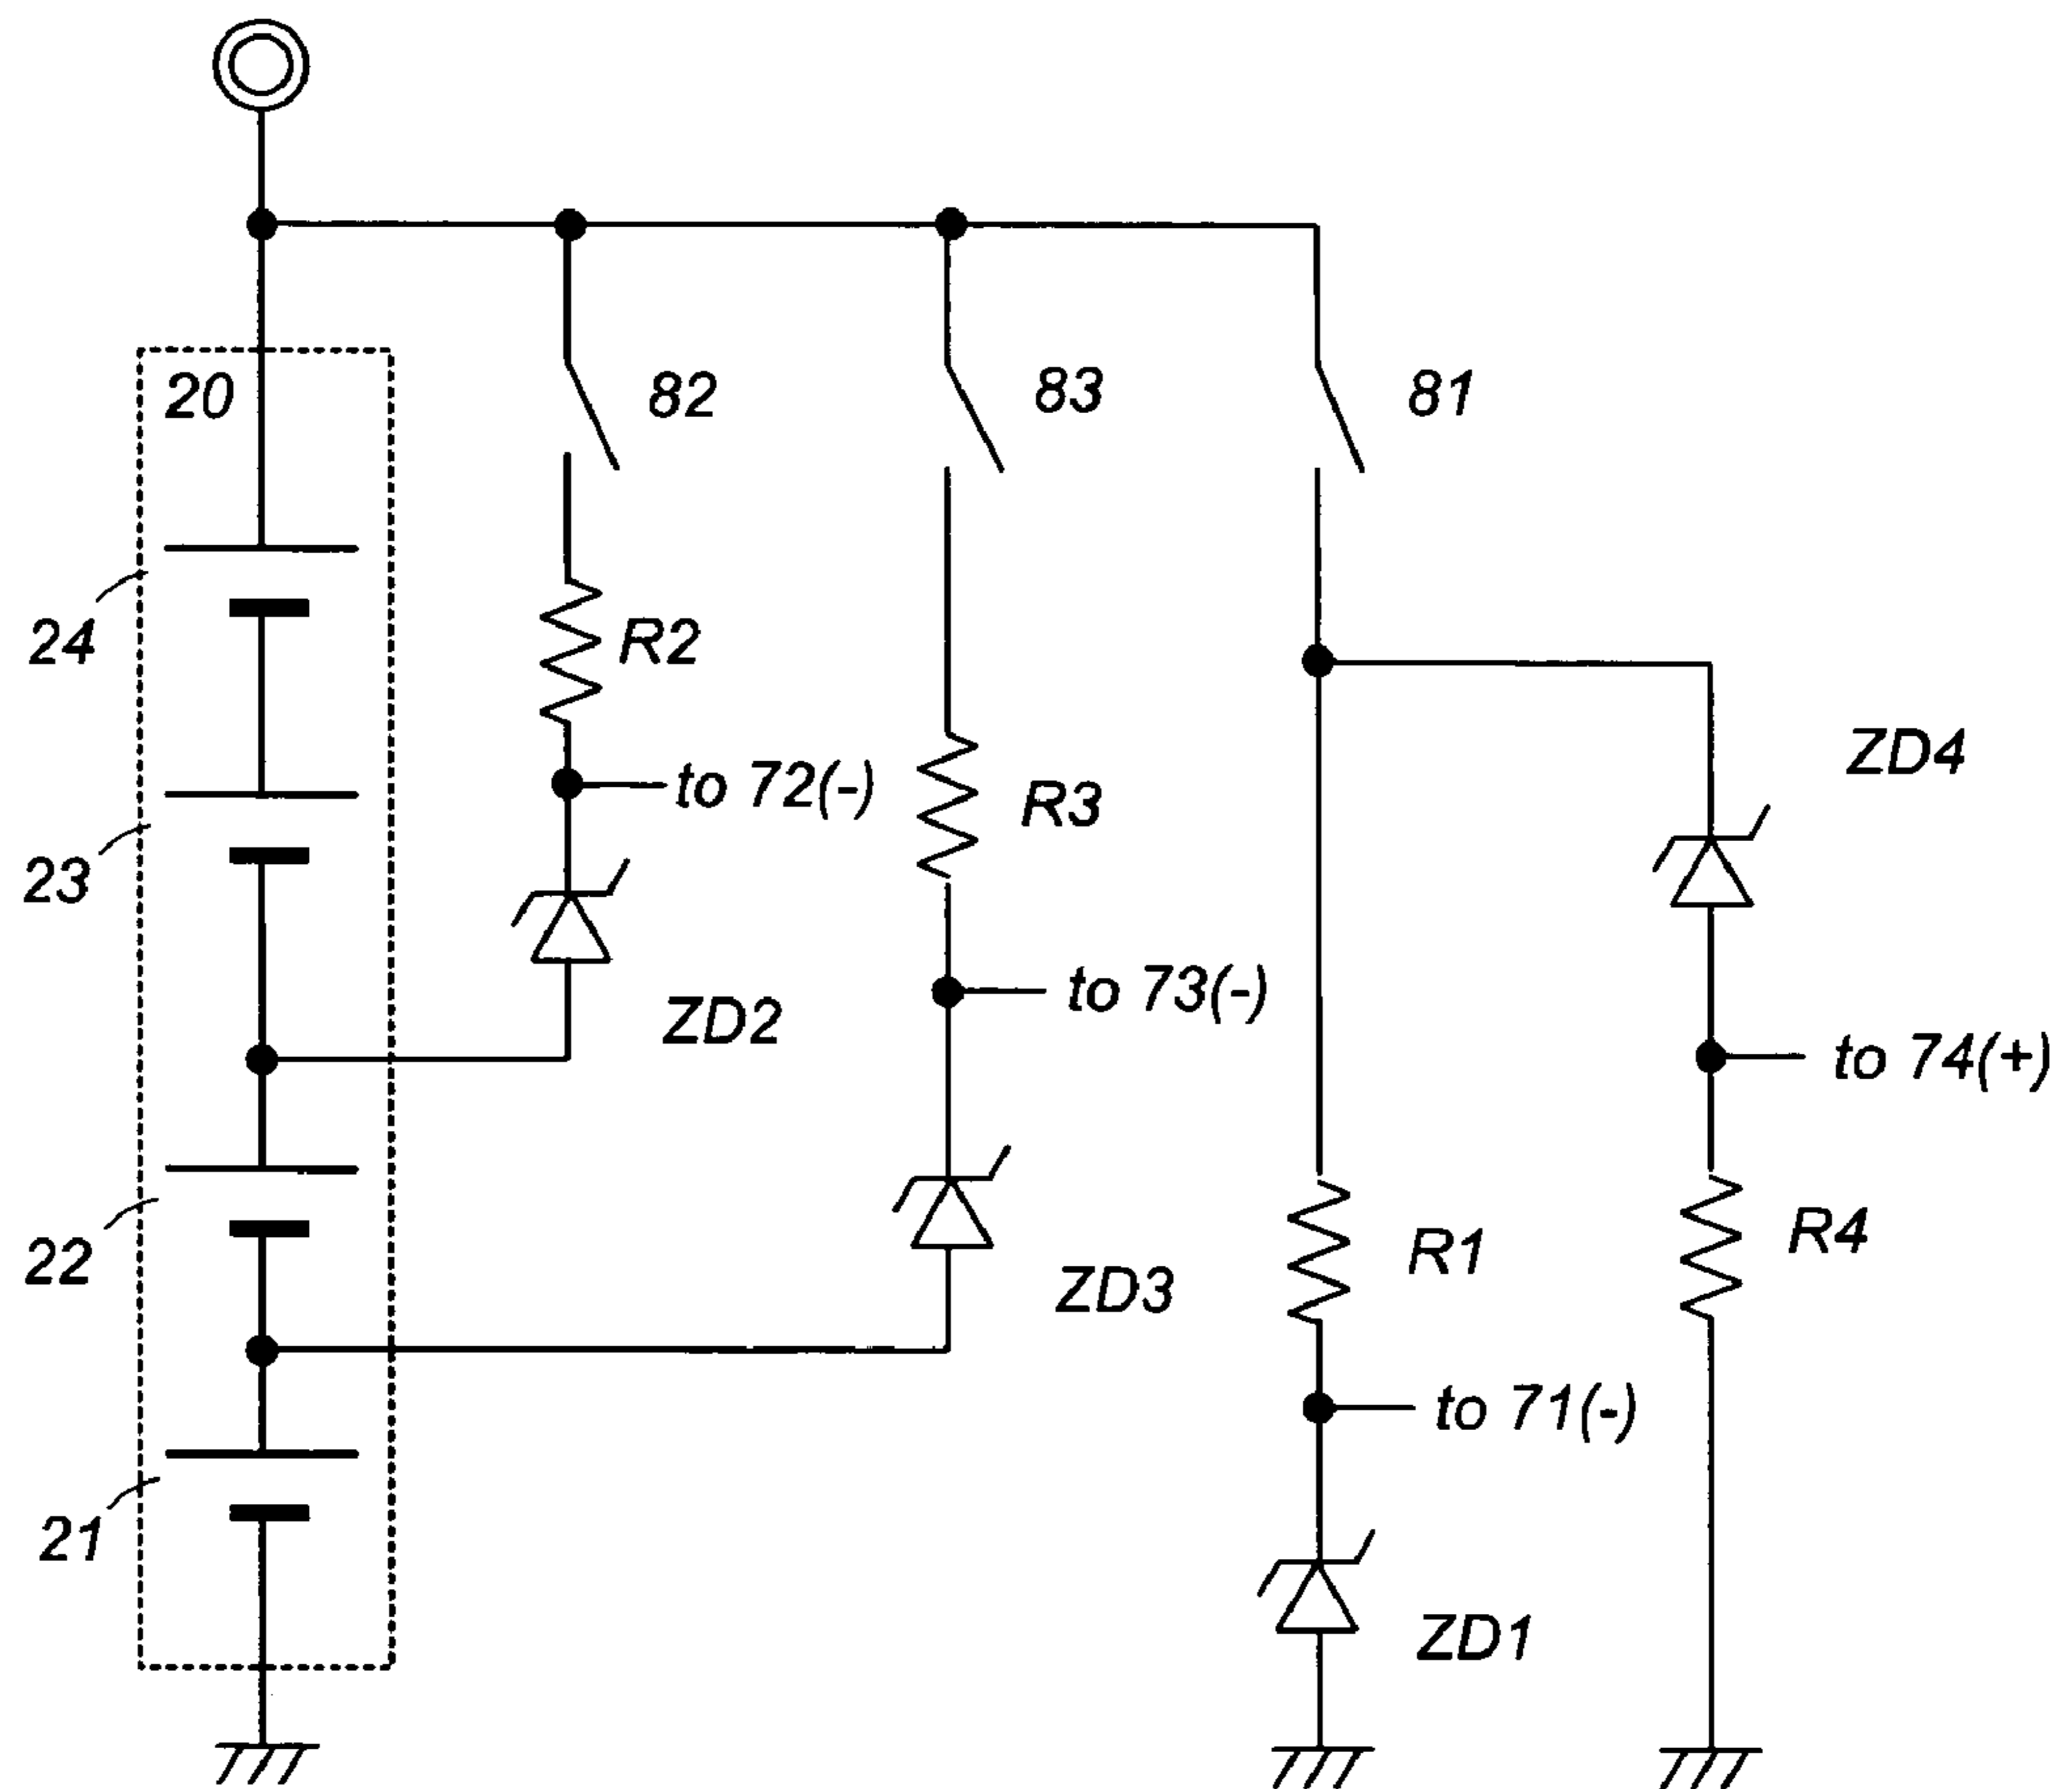 20
82
83
81
24
R2
ZD4
to 72(-)
R3
23
to 73(-)
ZD2
to 74(+)
22
R4
R1
ZD3
to 71(-)
21
ZD1